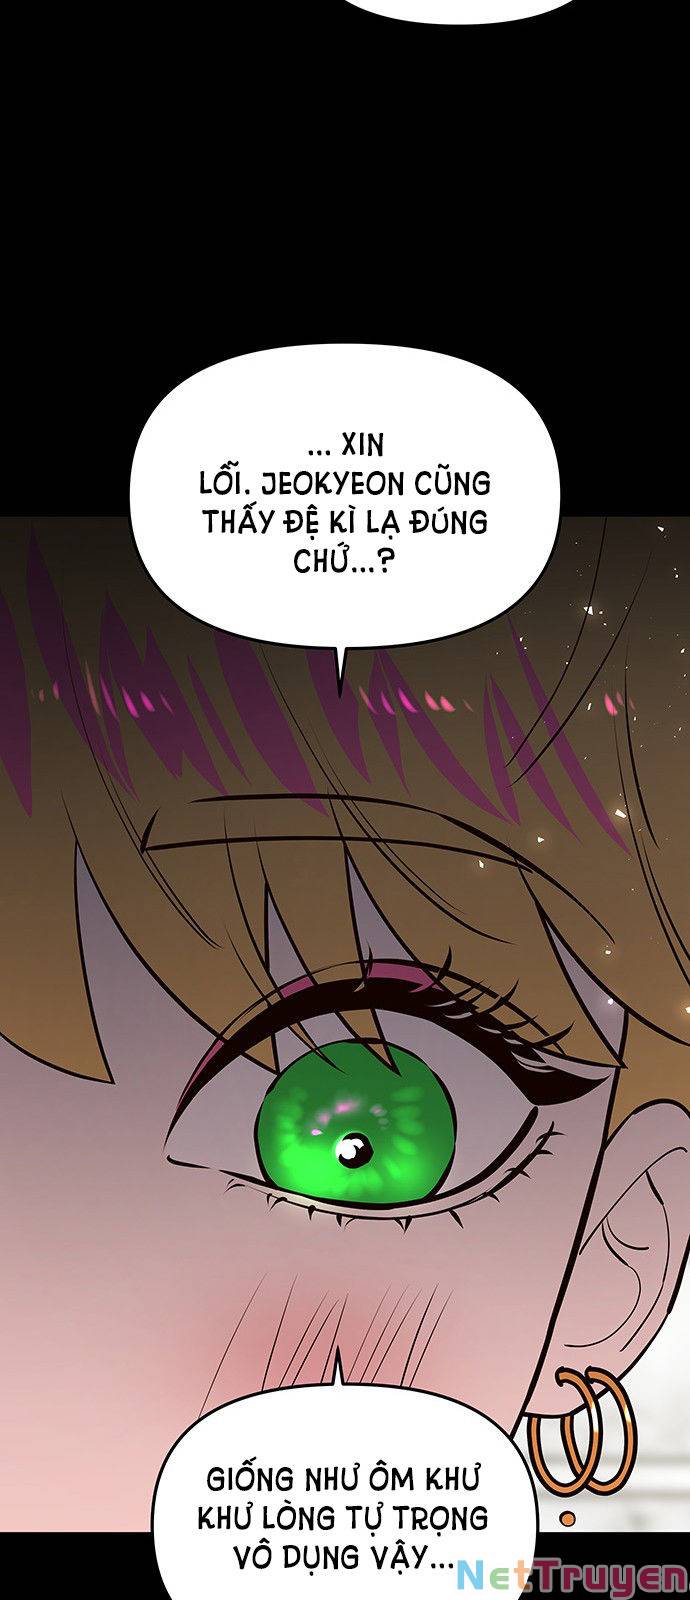 ... XIN
LỖI. JEOKYEON CŨNG
THẤY ĐỆ KÌ LẠ ĐÚNG
CHỨ...?
GIỐNG NHƯ ÔM KHƯ
KHƯ LÒNG TỰ TRỌNG
VÔ DỤNG VẬY...
NetTruyen